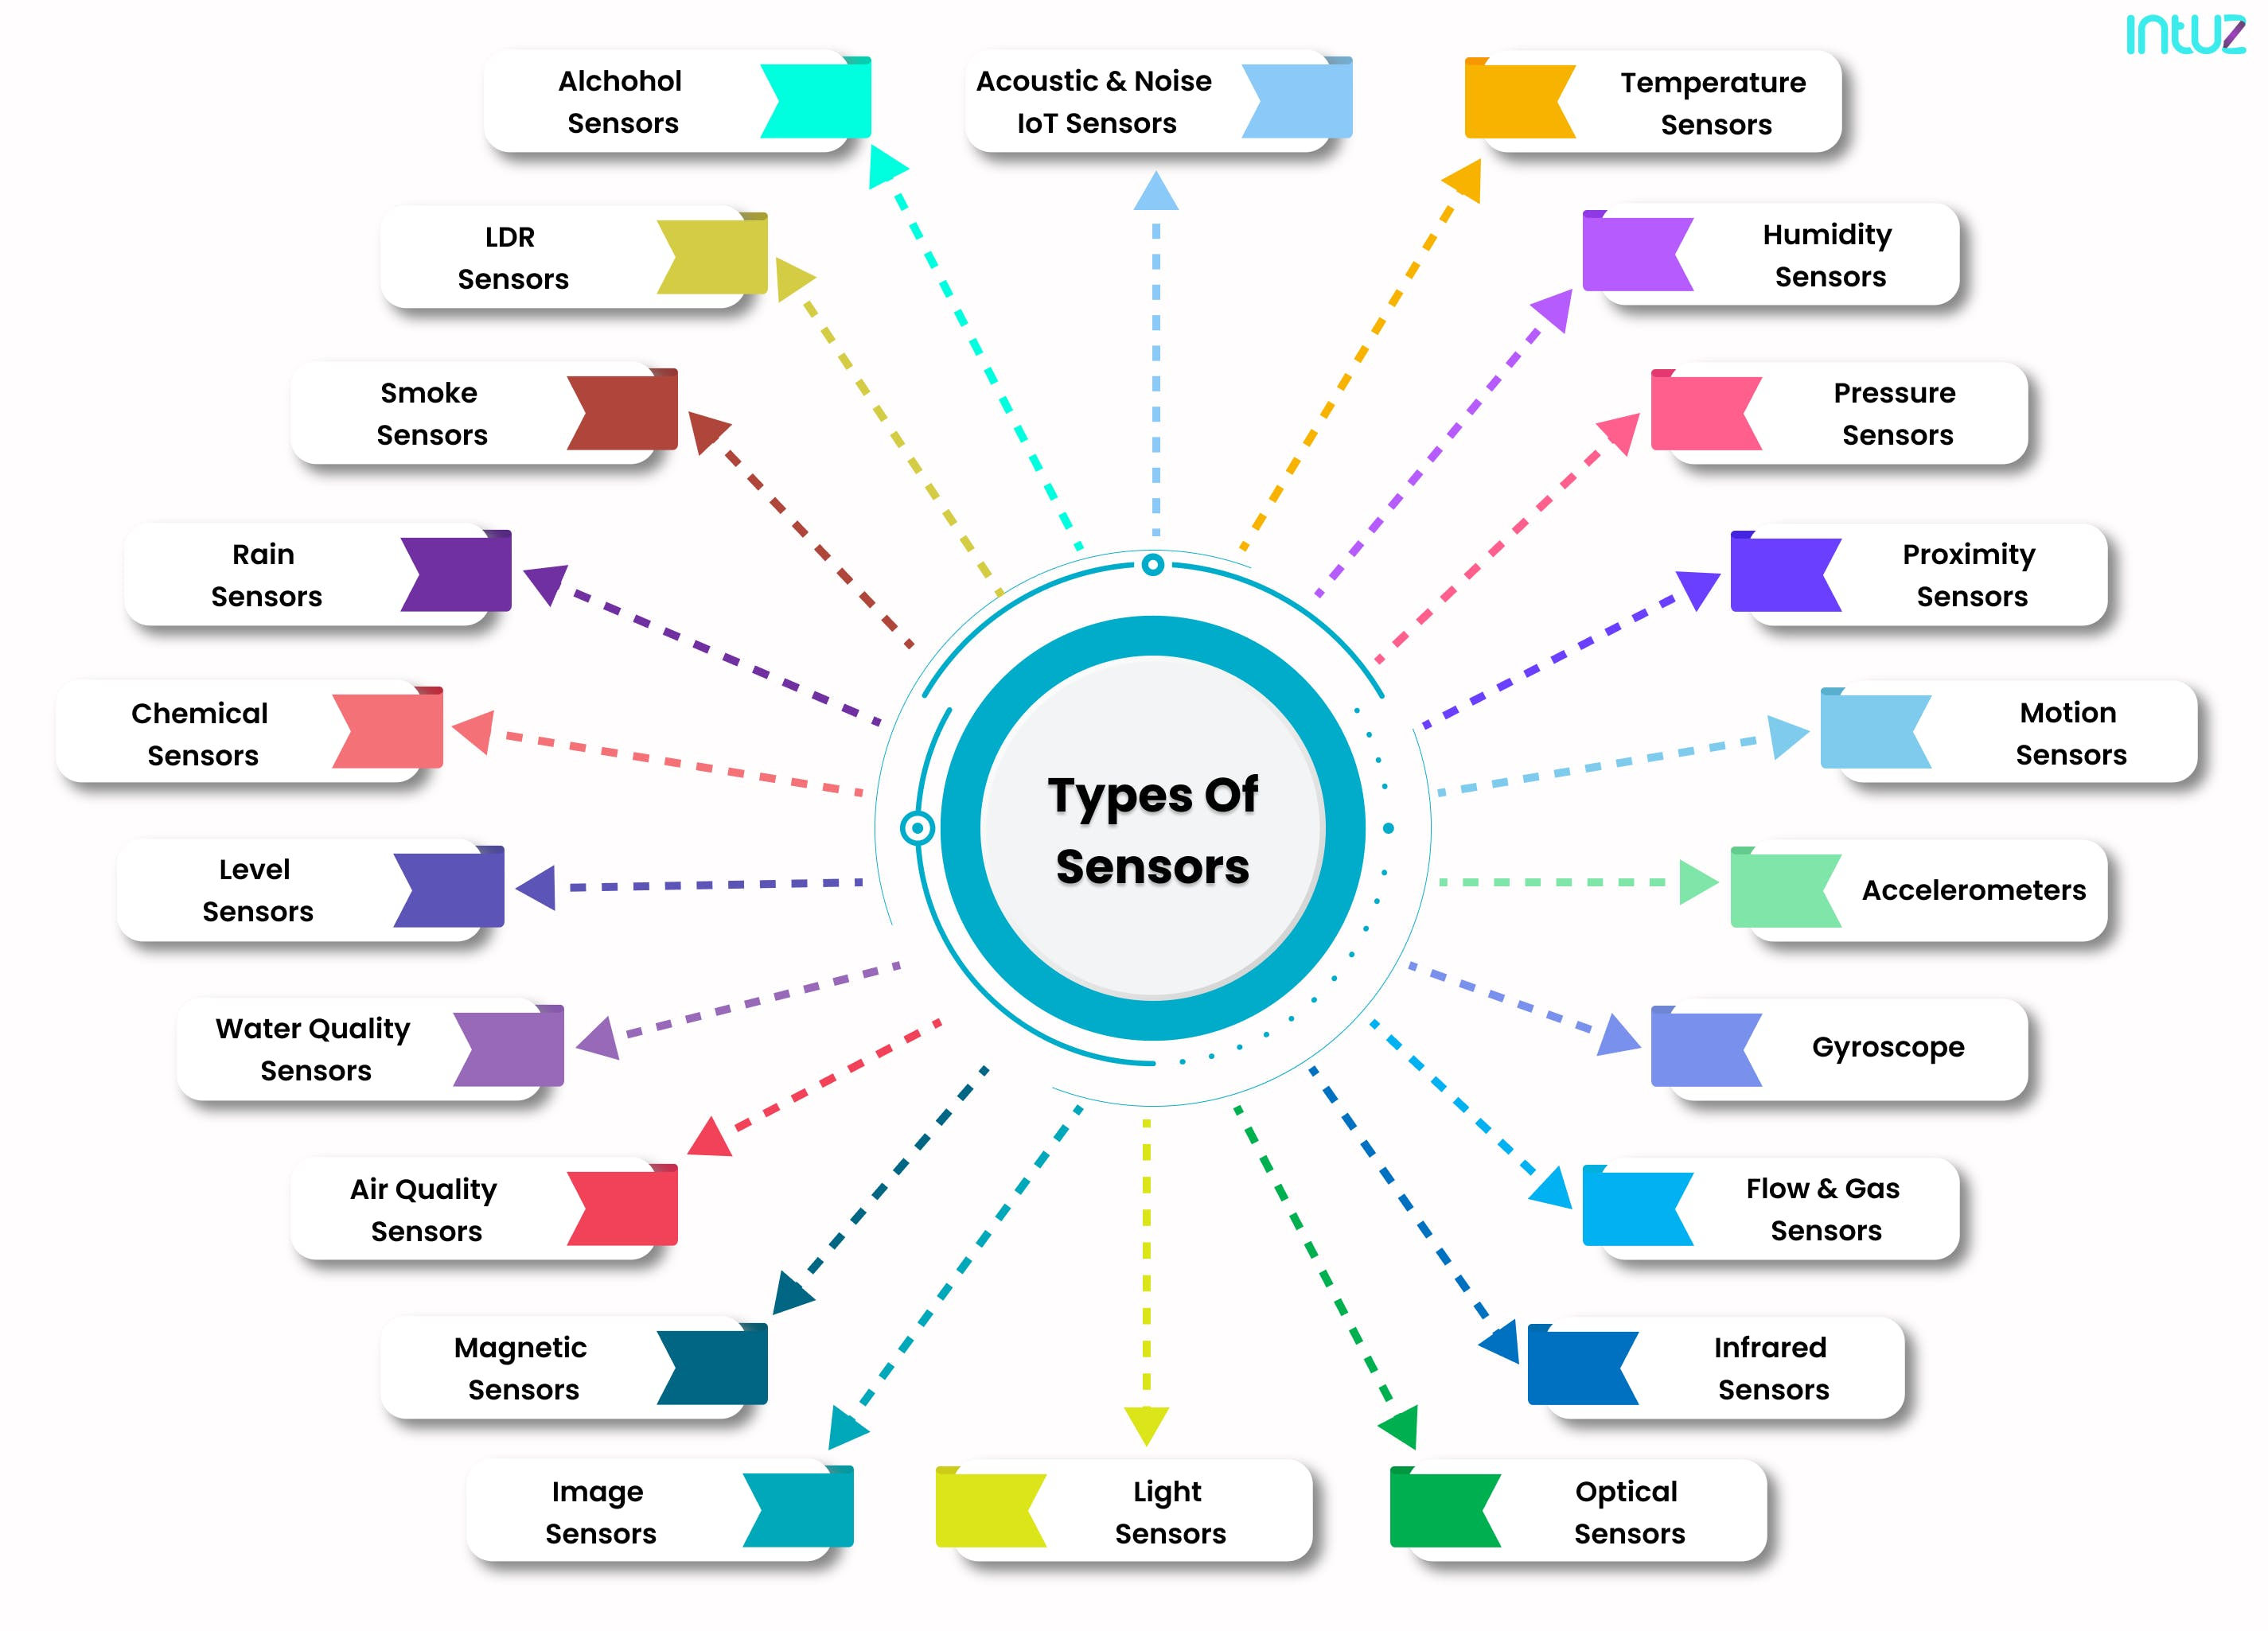 INTUZ
Alchohol
Sensors
Acoustic & Noise
IoT Sensors
Temperature
Sensors
LDR
Sensors
Humidity
Sensors
Smoke
Sensors
Pressure
Sensors
Rain
Sensors
Proximity
Sensors
Chemical
Sensors
Motion
Sensors
Types Of
Sensors
Level
Sensors
Accelerometers
Water Quality
Sensors
Gyroscope
Air Quality
Sensors
Flow & Gas
Sensors
Magnetic
Sensors
Infrared
Sensors
Image
Sensors
Light
Sensors
Optical
Sensors